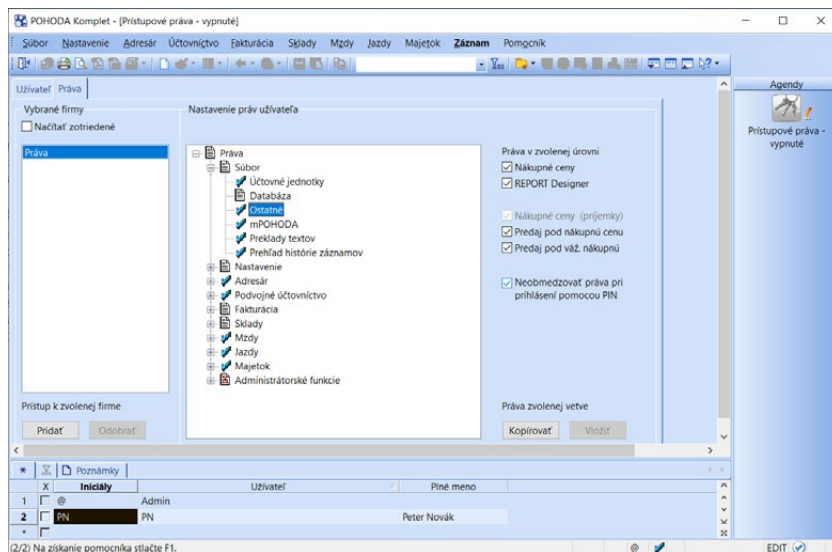 POHODA Komplet - [Prístupové práva - vypnuté]
Súbor Nastavenie Adresár Účtovníctvo Fakturácia Sklady Mzdy Jazdy Majetok Záznam Pomocník
Užívateľ Práva
Agendy
Prístupové práva - vypnuté
Vybrané firmy
Načítať zotriedené
Práva
Prístup k zvolenej firme
Pridať Odobrať
Nastavenie práv užívateľa
Práva
Súbor
Účtovné jednotky
Databáza
Ostatné
mPOHODA
Preklady textov
Prehľad histórie záznamov
Nastavenie
Adresár
Podvojné účtovníctvo
Fakturácia
Sklady
Mzdy
Jazdy
Majetok
Administrátorské funkcie
Práva v zvolenej úrovni
Nákupné ceny
REPORT Designer
Nákupné ceny (príjemky)
Predaj pod nákupnú cenu
Predaj pod váž. nákupnú
Neobmedzovať práva pri
prihlásení pomocou PIN
Práva zvolenej vetve
Kopírovať Vložiť
* Poznámky
X Iniciály Užívateľ Plné meno
1 @ Admin
2 PN PN Peter Novák
*
(2/2) Na získanie pomocníka stlačte F1. @ EDIT